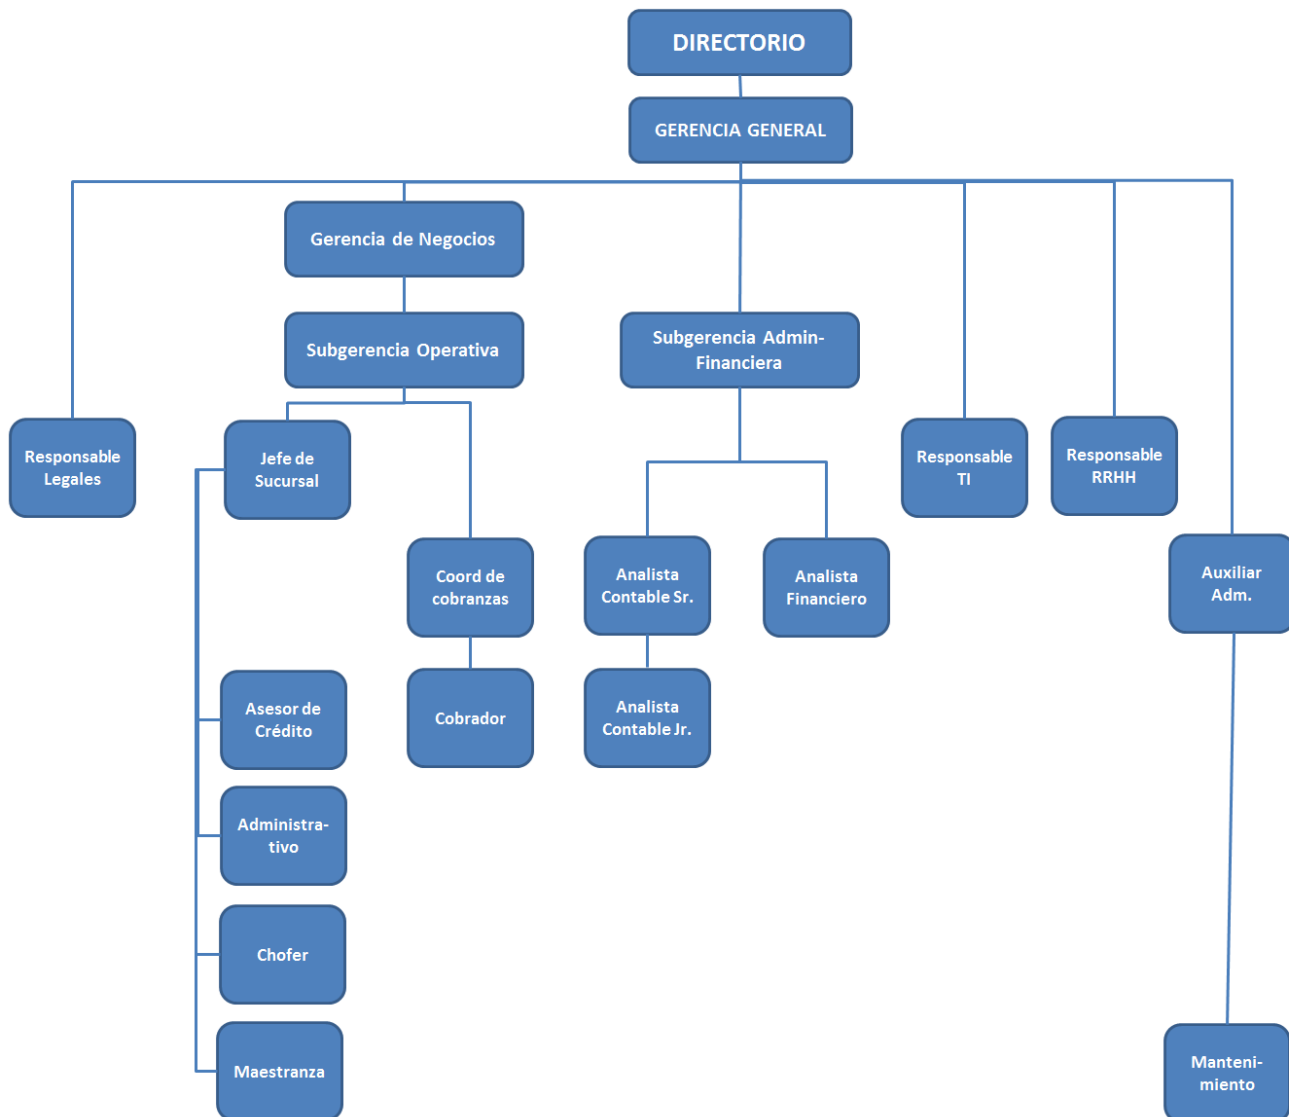 DIRECTORIO
GERENCIA GENERAL
Gerencia de Negocios
Subgerencia Operativa
Subgerencia Admin-
Financiera
Responsable
Legales
Jefe de
Sucursal
Responsable
TI
Responsable
RRHH
Coord de
cobranzas
Analista
Contable Sr.
Analista
Financiero
Auxiliar
Adm.
Asesor de
Crédito
Cobrador
Analista
Contable Jr.
Administra-
tivo
Chofer
Maestranza
Manteni-
miento